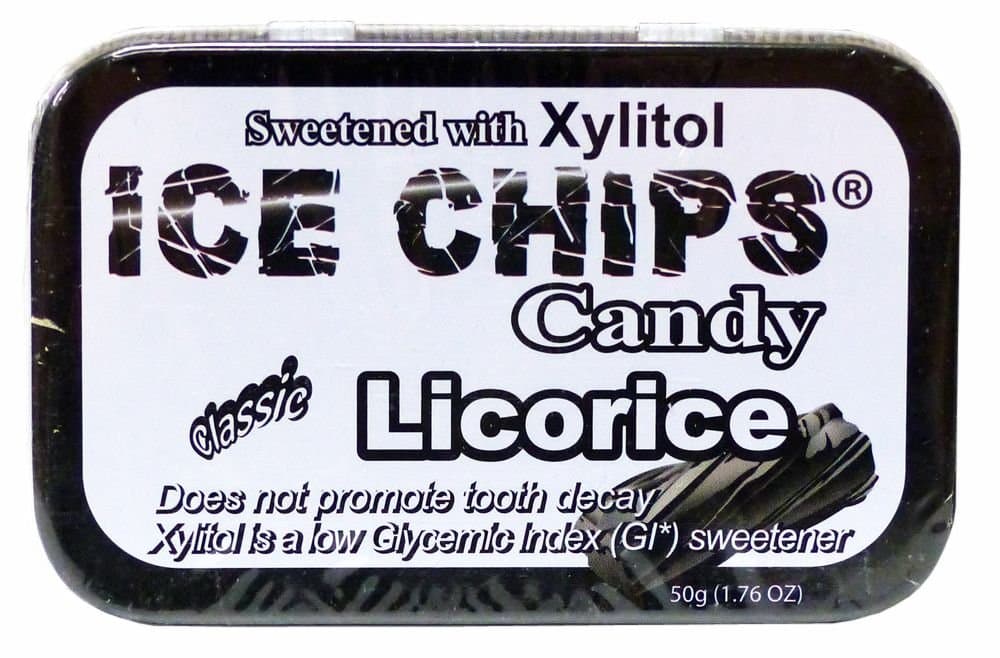 Sweetened with Xylitol
ICE CHIPS®
Candy
Classic
Licorice
Does not promote tooth decay
Xylitol is a low Glycemic Index (GI*) sweetener
50g (1.76 OZ)